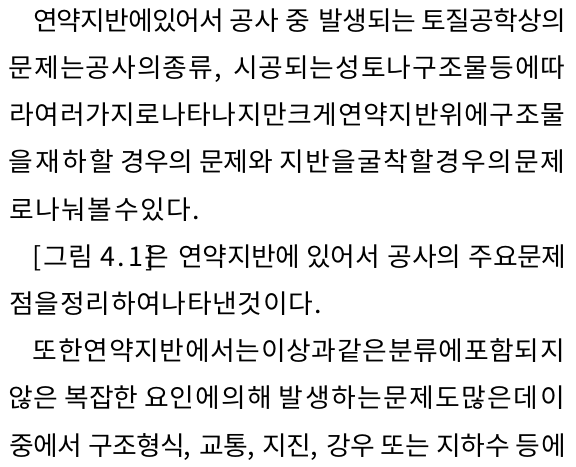 연약지반에있어서 공사 중 발생되는 토질공학상의
문제는공사의종류, 시공되는성토나구조물등에따
라여러가지로나타나지만크게연약지반위에구조물
을재하할 경우의 문제와 지반을굴착할경우의문제
로나눠볼수있다.
[그림 4.1]은 연약지반에 있어서 공사의 주요문제
점을정리하여나타낸것이다.
또한연약지반에서는이상과같은분류에포함되지
않은 복잡한 요인에의해 발생하는문제도많은데이
중에서 구조형식, 교통, 지진, 강우 또는 지하수 등에